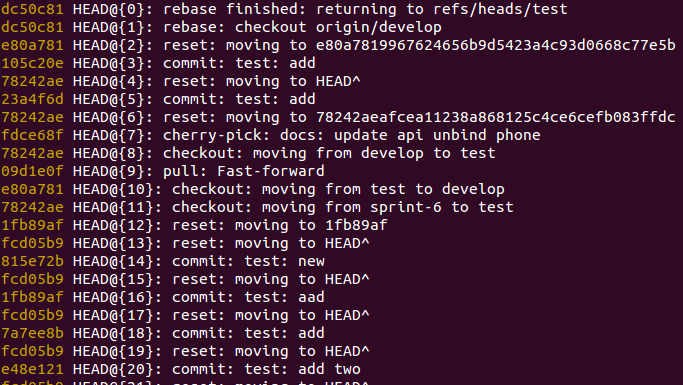 dc50c81 HEAD@{0}: rebase finished: returning to refs/heads/test
dc50c81 HEAD@{1}: rebase: checkout origin/develop
e80a781 HEAD@{2}: reset: moving to e80a7819967624656b9d5423a4c93d0668c77e5b
105c20e HEAD@{3}: commit: test: add
78242ae HEAD@{4}: reset: moving to HEAD^
23a4f6d HEAD@{5}: commit: test: add
78242ae HEAD@{6}: reset: moving to 78242aeafcea11238a868125c4ce6cefb083ffdc
fdce68f HEAD@{7}: cherry-pick: docs: update api unbind phone
78242ae HEAD@{8}: checkout: moving from develop to test
09d1e0f HEAD@{9}: pull: Fast-forward
e80a781 HEAD@{10}: checkout: moving from test to develop
78242ae HEAD@{11}: checkout: moving from sprint-6 to test
1fb89af HEAD@{12}: reset: moving to 1fb89af
fcd05b9 HEAD@{13}: reset: moving to HEAD^
815e72b HEAD@{14}: commit: test: new
fcd05b9 HEAD@{15}: reset: moving to HEAD^
1fb89af HEAD@{16}: commit: test: aad
fcd05b9 HEAD@{17}: reset: moving to HEAD^
7a7ee8b HEAD@{18}: commit: test: add
fcd05b9 HEAD@{19}: reset: moving to HEAD^
e48e121 HEAD@{20}: commit: test: add two
fcd05b9 HEAD@{21}: reset: moving to HEAD^